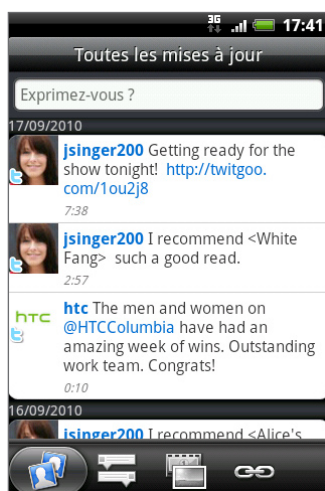 3G 17:41
Toutes les mises à jour
Exprimez-vous ?
17/09/2010
jsinger200 Getting ready for the
show tonight! http://twitgoo.
com/1ou2j8
7:38
jsinger200 I recommend <White
Fang> such a good read.
2:57
hTC
htc The men and women on
@HTCColumbia have had an
amazing week of wins. Outstanding
work team. Congrats!
0:10
16/09/2010
jsinger200 I recommend <Alice's